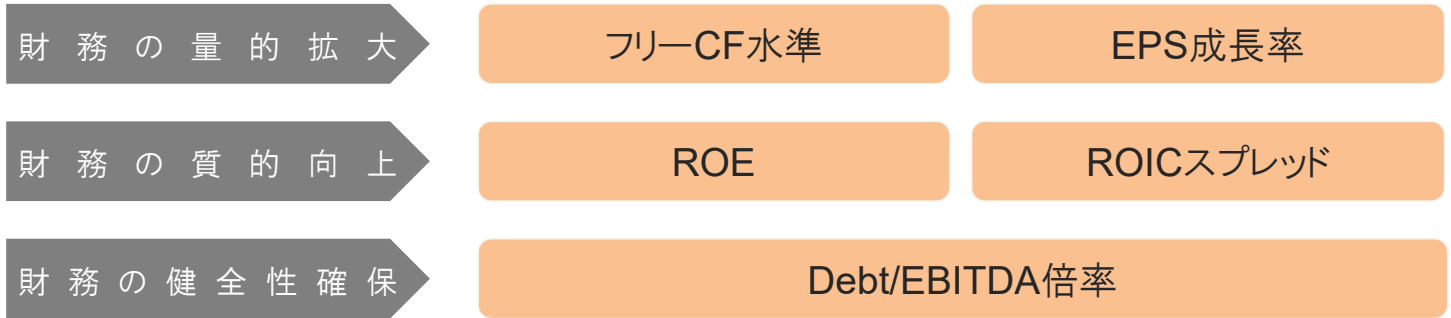 財務の量的拡大
フリーCF水準
EPS成長率
財務の質的向上
ROE
ROICスプレッド
財務の健全性確保
Debt/EBITDA倍率